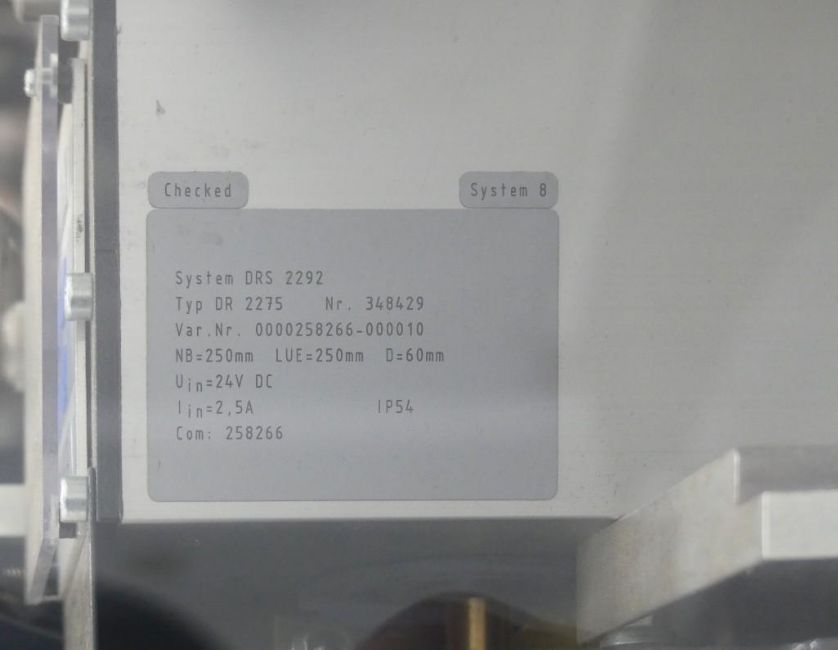 Checked System 8
System DRS 2292
Typ DR 2275 Nr. 348429
Var.Nr. 0000258266-000010
NB=250mm LUE=250mm D=60mm
Uin=24V DC
Iin=2,5A IP54
Com: 258266